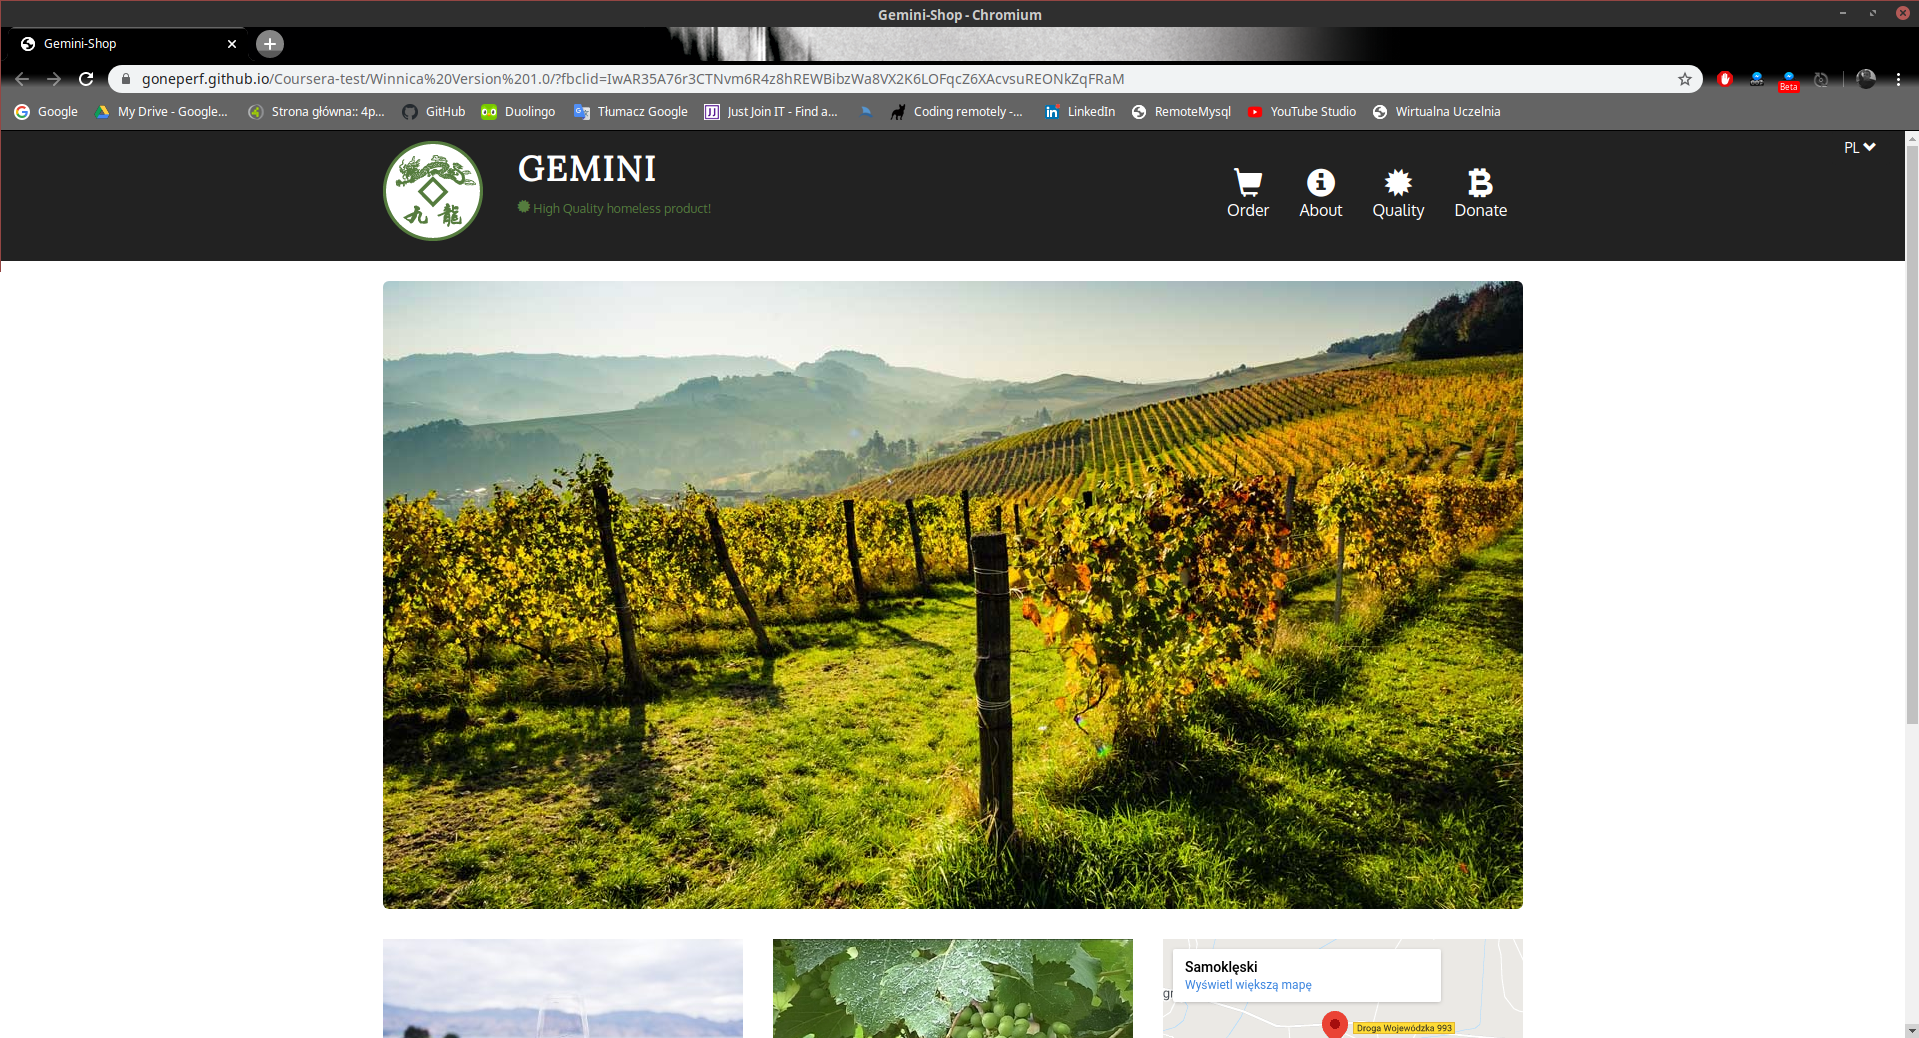 Gemini-Shop - Chromium
Gemini-Shop
goneperf.github.io/Coursera-test/Winnica%20Version%201.0/?fbclid=IwAR35A76r3CTNvm6R4z8hREWBibzWa8VX2K6LOFqcZ6XAcvsuREONkZqFRaM
Beta
Google My Drive - Google... Strona główna:: 4p... GitHub Duolingo Tłumacz Google Just Join IT - Find a... Coding remotely -... LinkedIn RemoteMysql YouTube Studio Wirtualna Uczelnia
PL
GEMINI
High Quality homeless product!
九龍
Order About Quality Donate
Samoklęski
Wyświetl większą mapę
Droga Wojewódzka 993